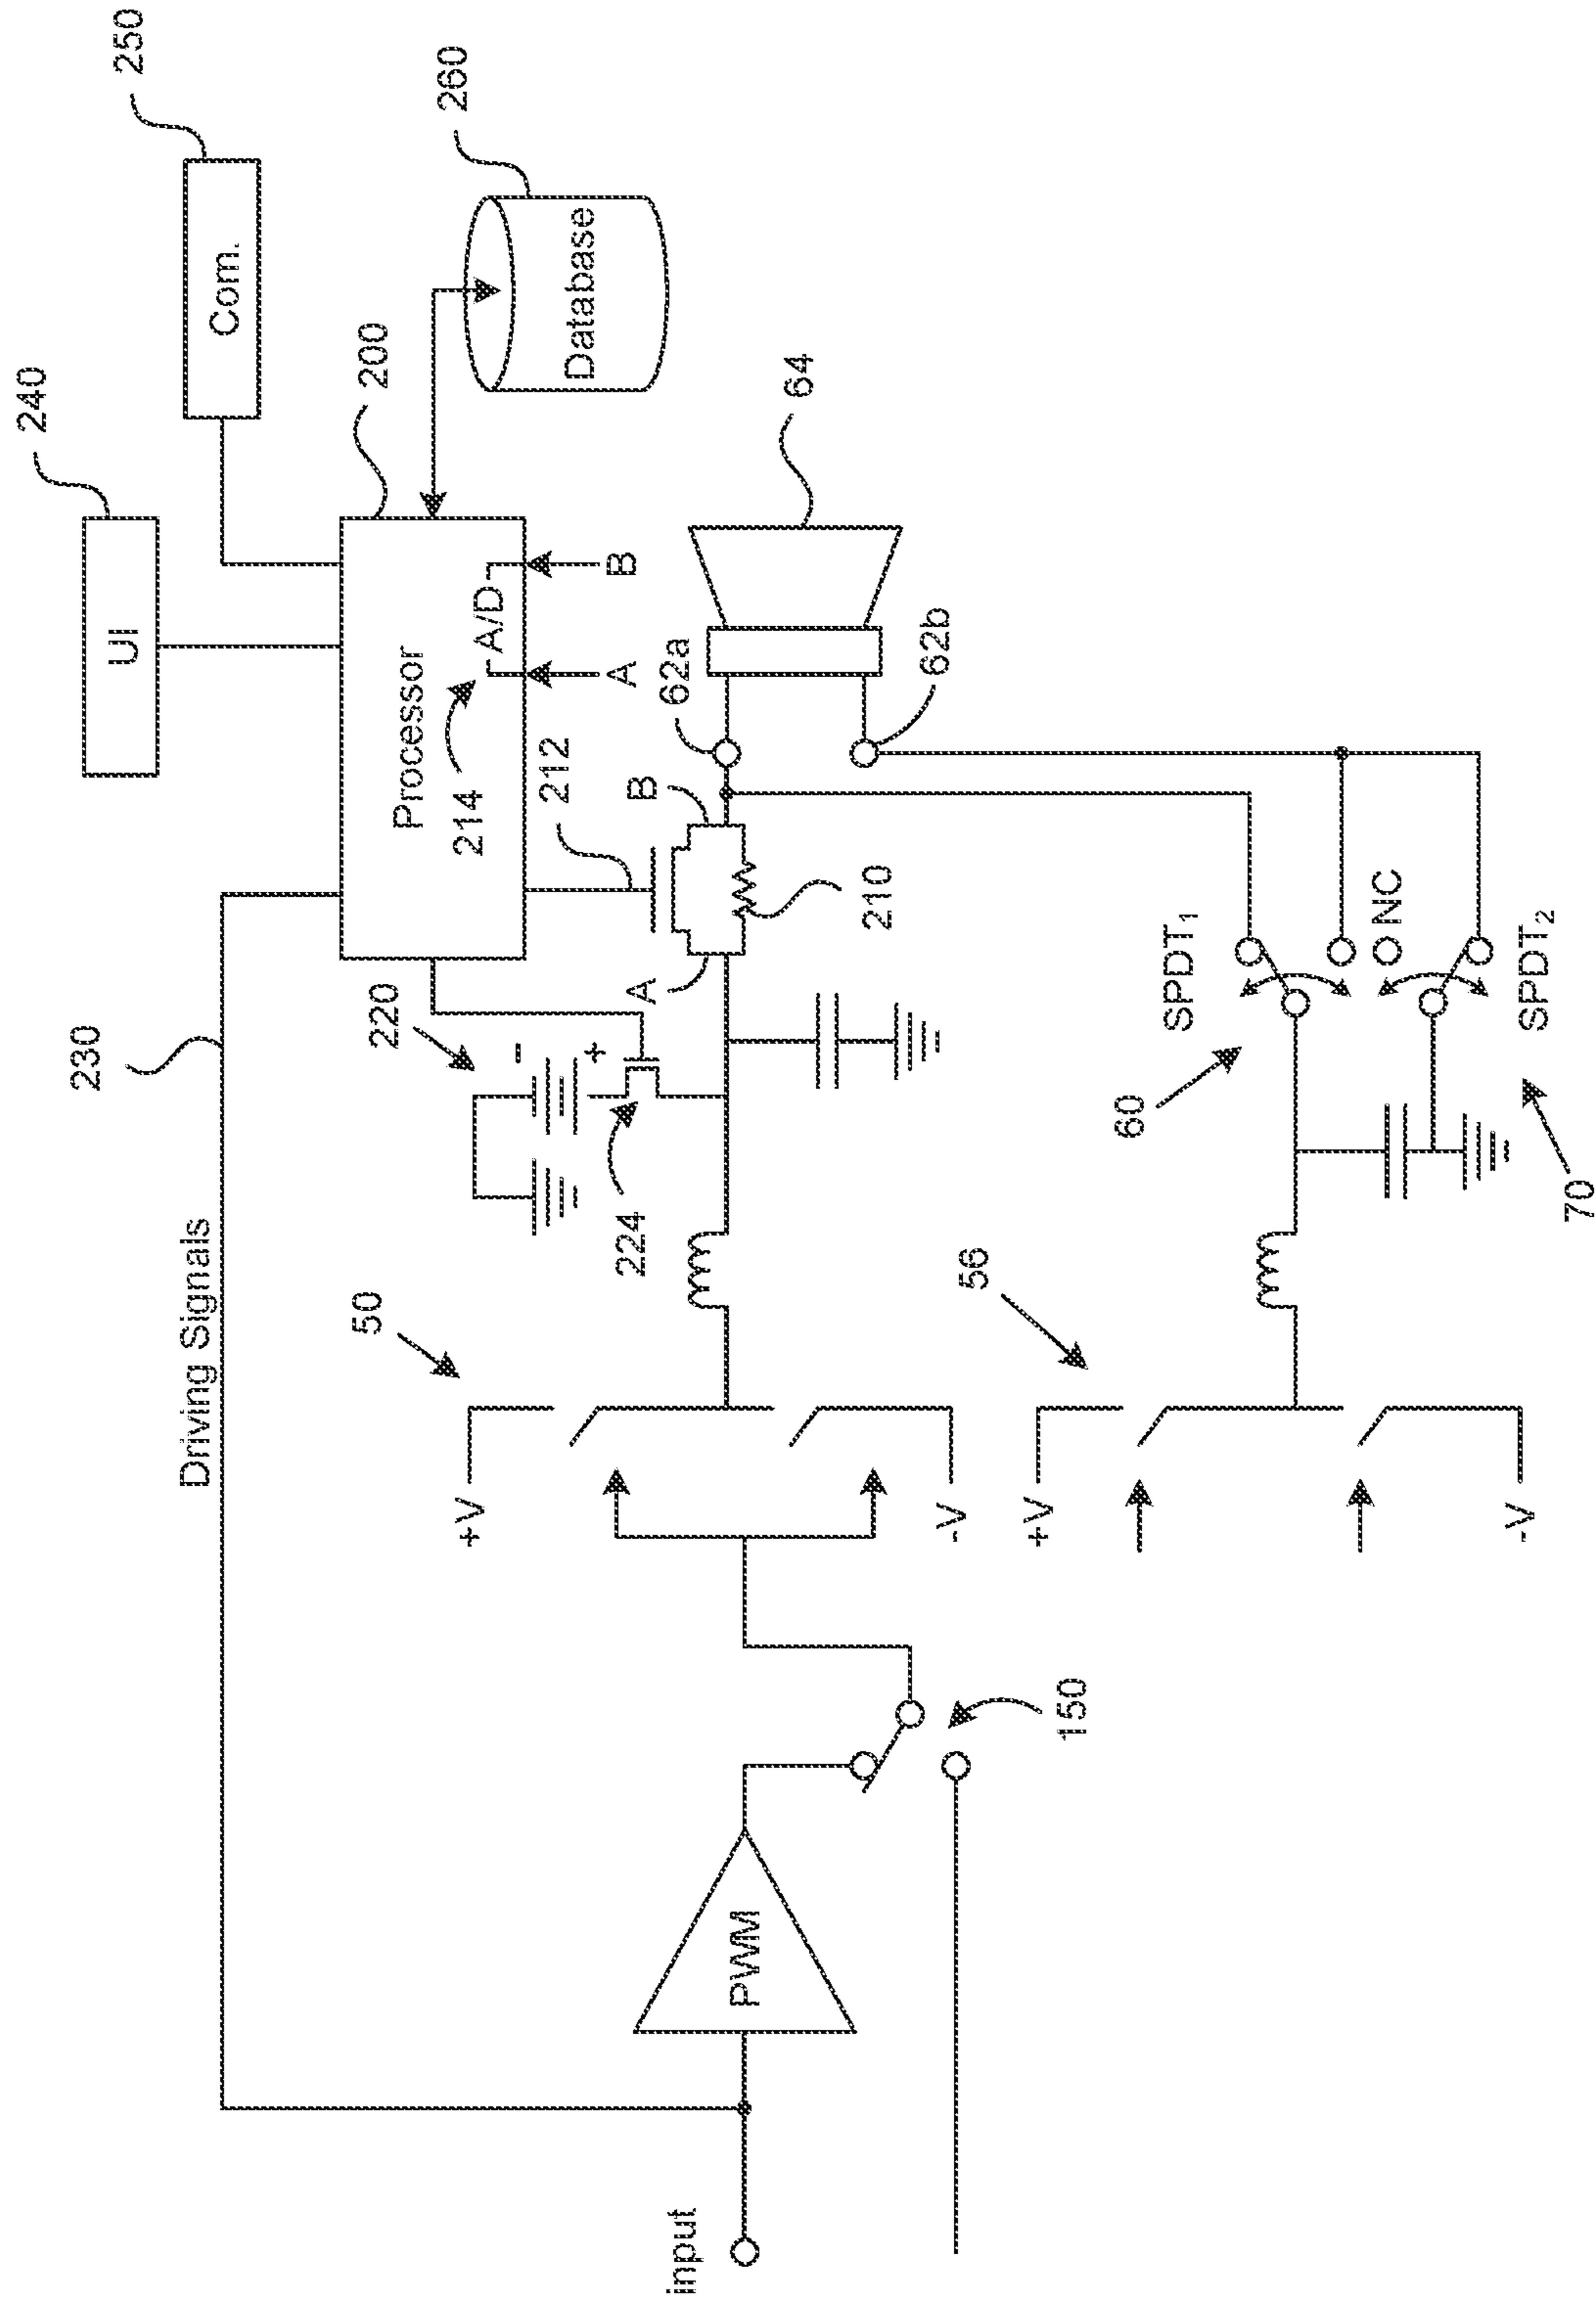 250
240
Com.
260
UI
200
Database
Processor
A/D
B
A
214
64
62a
62b
212
B
A
210
220
-
+
224
230
Driving Signals
50
+V
-V
56
+V
-V
SPDT₁
NC
SPDT₂
60
70
150
PWM
input